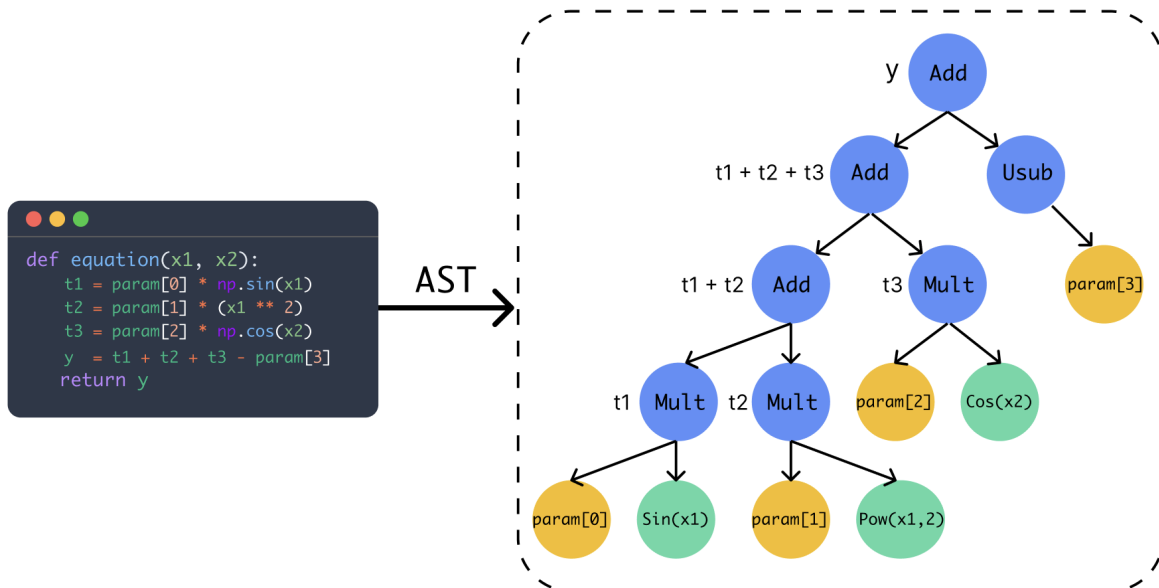 def equation(x1, x2):
t1 = param[0] * np.sin(x1)
t2 = param[1] * (x1 ** 2)
t3 = param[2] * np.cos(x2)
y = t1 + t2 + t3 - param[3]
return y
AST
y Add
t1 + t2 + t3 Add Usub
t1 + t2 Add t3 Mult param[3]
t1 Mult t2 Mult param[2] Cos(x2)
param[0] Sin(x1) param[1] Pow(x1,2)